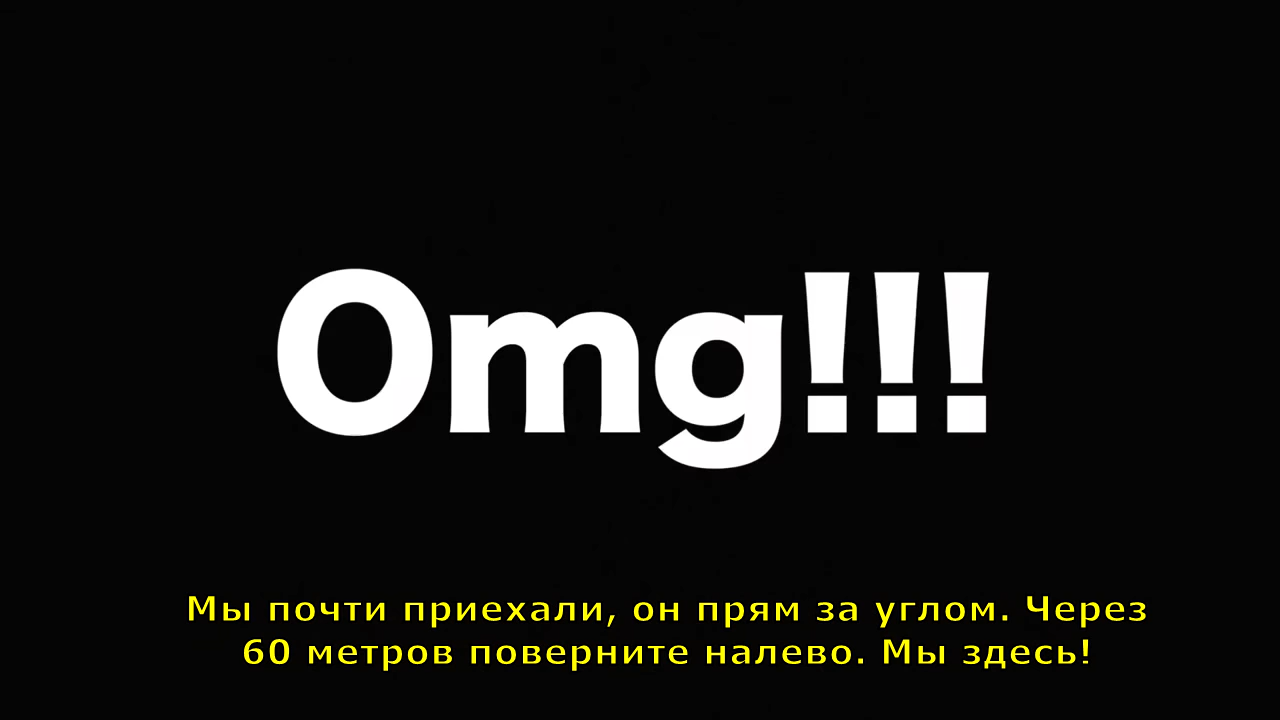 Omg!!!
Мы почти приехали, он прям за углом. Через
60 метров поверните налево. Мы здесь!